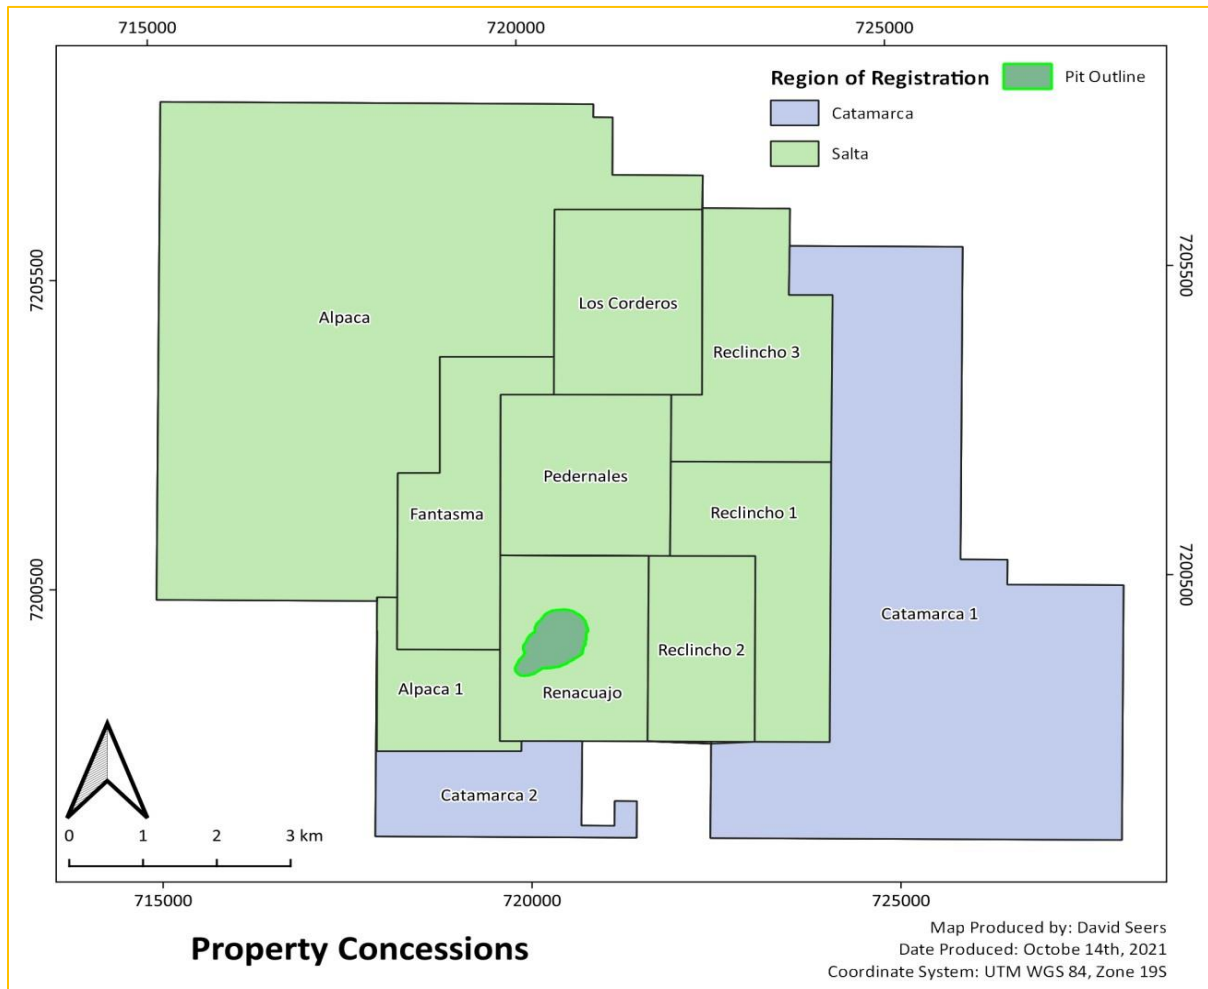 715000
720000
725000
Region of Registration
Pit Outline
Catamarca
Salta
7205500
7205500
Alpaca
Los Corderos
Reclincho 3
Pedernales
Fantasma
Reclincho 1
7200500
7200500
Catamarca 1
Reclincho 2
Alpaca 1
Renacuajo
Catamarca 2
0 1 2 3 km
715000
720000
725000
Property Concessions
Map Produced by: David Seers
Date Produced: Octobe 14th, 2021
Coordinate System: UTM WGS 84, Zone 19S